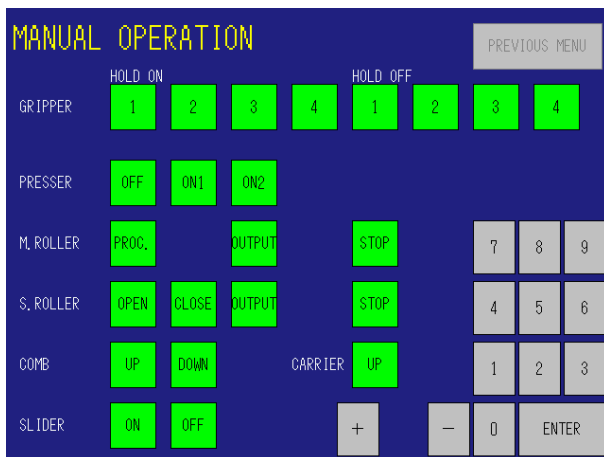 MANUAL OPERATION PREVIOUS MENU
HOLD ON HOLD OFF
GRIPPER 1 2 3 4 1 2 3 4
PRESSER OFF ON1 ON2
M.ROLLER PROC. OUTPUT STOP 7 8 9
S.ROLLER OPEN CLOSE OUTPUT STOP 4 5 6
COMB UP DOWN CARRIER UP 1 2 3
SLIDER ON OFF + - 0 ENTER